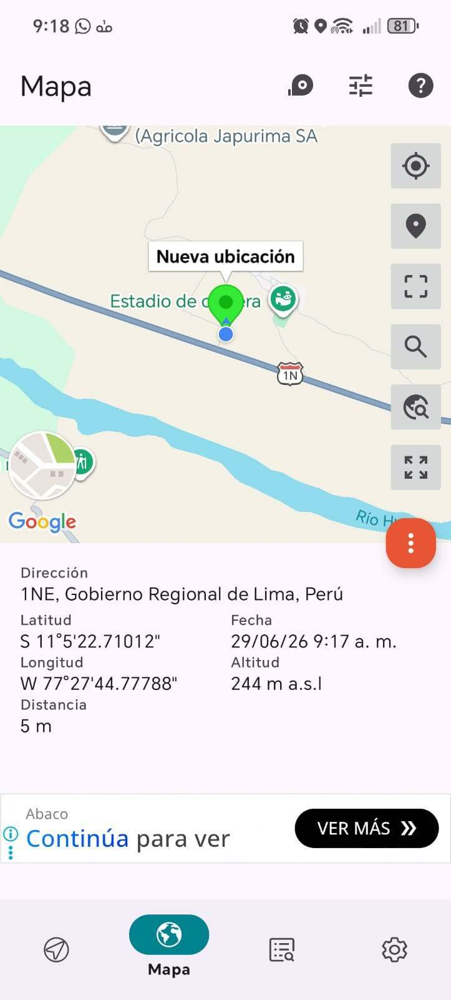 9:18
81
Mapa
(Agricola Japurima SA
Nueva ubicación
Estadio de
1N
Río
Google
Dirección
1NE, Gobierno Regional de Lima, Perú
Latitud
Fecha
S 11°5'22.71012"
29/06/26 9:17 a. m.
Longitud
Altitud
W 77°27'44.77788"
244 m a.s.l
Distancia
5 m
Abaco
Continúa para ver
VER MÁS
Mapa